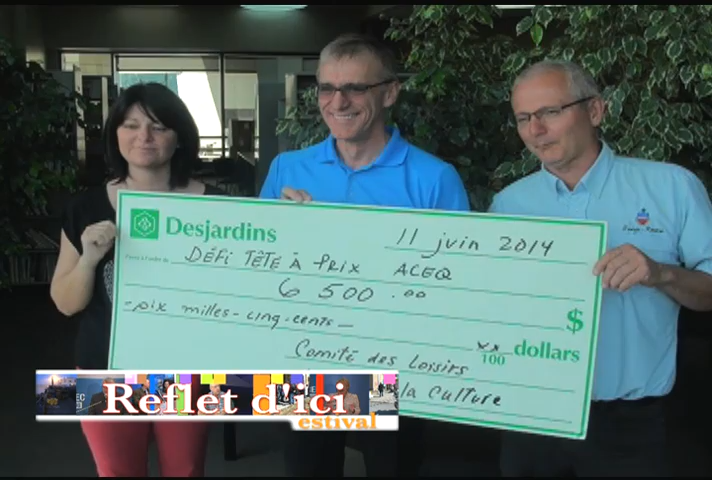 Desjardins
11 juin 2014
DÉFI TÊTE À PRIX ACEQ
6 500.00
$
-six milles-cinq-cents-
xx/100 dollars
Comité des Loisirs
la Culture
Reflet d'ici
estival